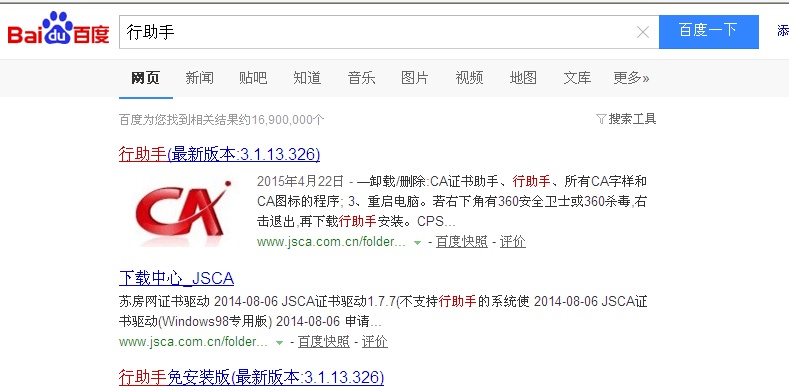 Bai du 百度 行助手 百度一下
网页 新闻 贴吧 知道 音乐 图片 视频 地图 文库 更多»
百度为您找到相关结果约16,900,000个 搜索工具
行助手(最新版本:3.1.13.326)
CA
2015年4月22日 - —卸载/删除:CA证书助手、行助手、所有CA字样和
CA图标的程序; 3、重启电脑。若右下角有360安全卫士或360杀毒,右
击退出,再下载行助手安装。CPS...
www.jsca.com.cn/folder... - 百度快照 - 评价
下载中心_JSCA
苏房网证书驱动 2014-08-06 JSCA证书驱动1.7.7(不支持行助手的系统使 2014-08-06 JSCA证
书驱动(Windows98专用版) 2014-08-06 申请...
www.jsca.com.cn/folder... - 百度快照 - 评价
行助手免安装版(最新版本:3.1.13.326)